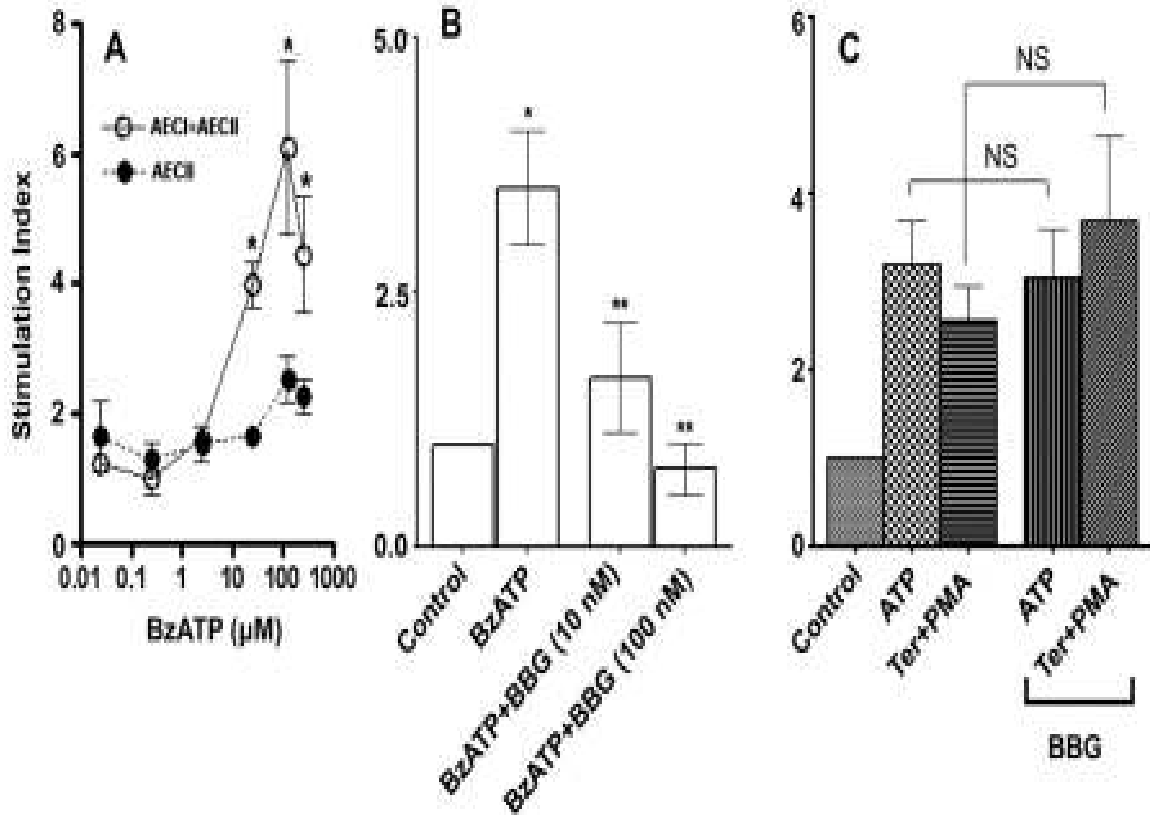 A
8
6
4
2
0
Stimulation Index
AECI+AECII
AECII
*
*
*
0.01 0.1 1 10 100 1000
BzATP (µM)
B
5.0
2.5
0.0
*
**
**
Control
BzATP
BzATP+BBG (10 nM)
BzATP+BBG (100 nM)
C
6
4
2
0
NS
NS
Control
ATP
Ter+PMA
ATP
Ter+PMA
BBG